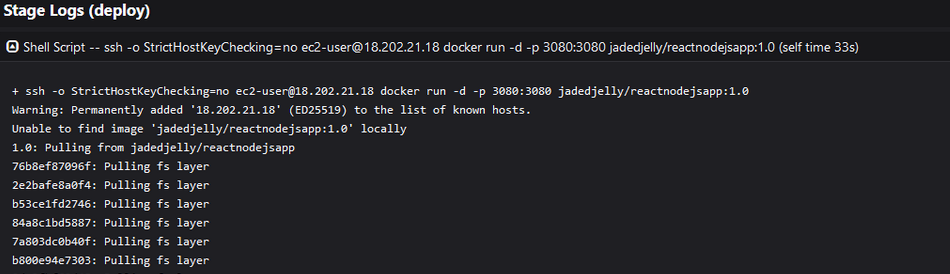 Stage Logs (deploy)
Shell Script -- ssh -o StrictHostKeyChecking=no ec2-user@18.202.21.18 docker run -d -p 3080:3080 jadedjelly/reactnodejsapp:1.0 (self time 33s)
+ ssh -o StrictHostKeyChecking=no ec2-user@18.202.21.18 docker run -d -p 3080:3080 jadedjelly/reactnodejsapp:1.0
Warning: Permanently added '18.202.21.18' (ED25519) to the list of known hosts.
Unable to find image 'jadedjelly/reactnodejsapp:1.0' locally
1.0: Pulling from jadedjelly/reactnodejsapp
76b8ef87096f: Pulling fs layer
2e2bafe8a0f4: Pulling fs layer
b53ce1fd2746: Pulling fs layer
84a8c1bd5887: Pulling fs layer
7a803dc0b40f: Pulling fs layer
b800e94e7303: Pulling fs layer